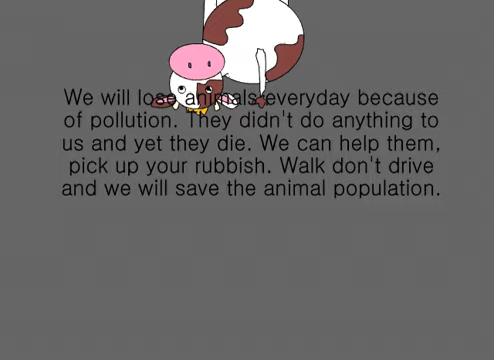 We will lose animals everyday because
of pollution. They didn't do anything to
us and yet they die. We can help them,
pick up your rubbish. Walk don't drive
and we will save the animal population.